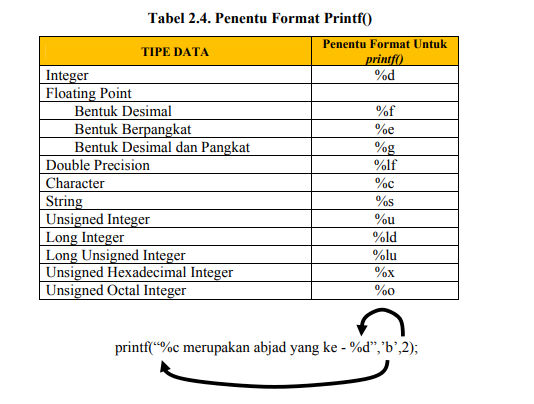 Tabel 2.4. Penentu Format Printf()
TIPE DATA Penentu Format Untuk
printf()
Integer %d
Floating Point
Bentuk Desimal %f
Bentuk Berpangkat %e
Bentuk Desimal dan Pangkat %g
Double Precision %lf
Character %c
String %s
Unsigned Integer %u
Long Integer %ld
Long Unsigned Integer %lu
Unsigned Hexadecimal Integer %x
Unsigned Octal Integer %o
printf(“%c merupakan abjad yang ke - %d”,’b’,2);